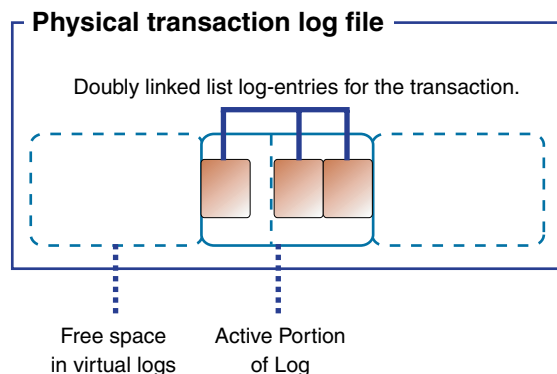 Physical transaction log file
Doubly linked list log-entries for the transaction.
Free space
in virtual logs
Active Portion
of Log